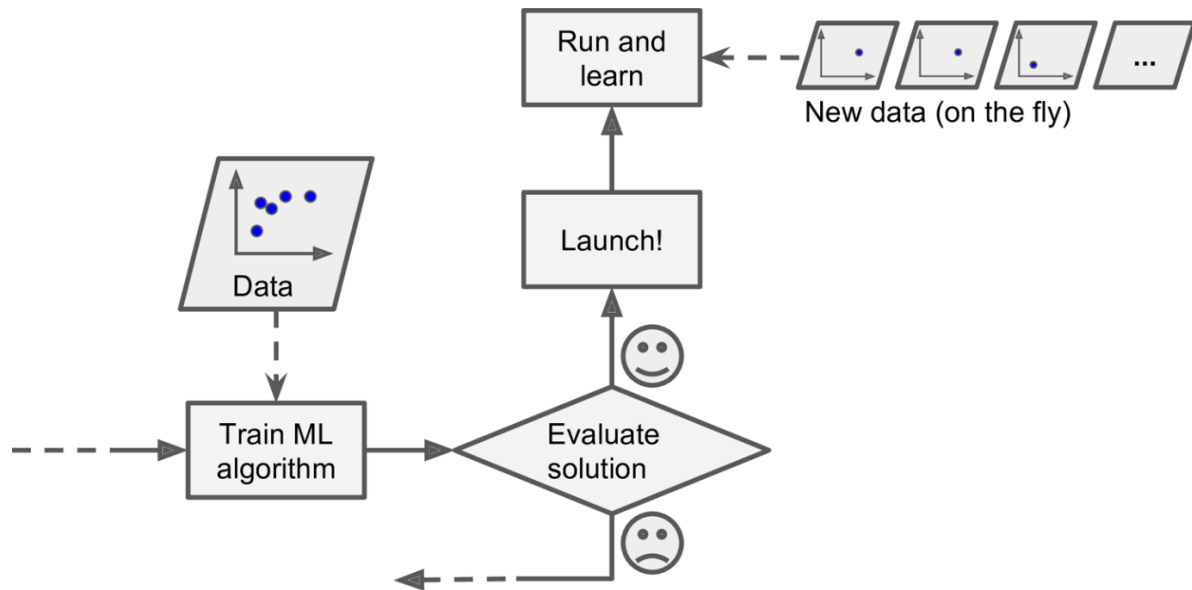 Run and
learn
...
New data (on the fly)
Launch!
Data
Train ML
algorithm
Evaluate
solution